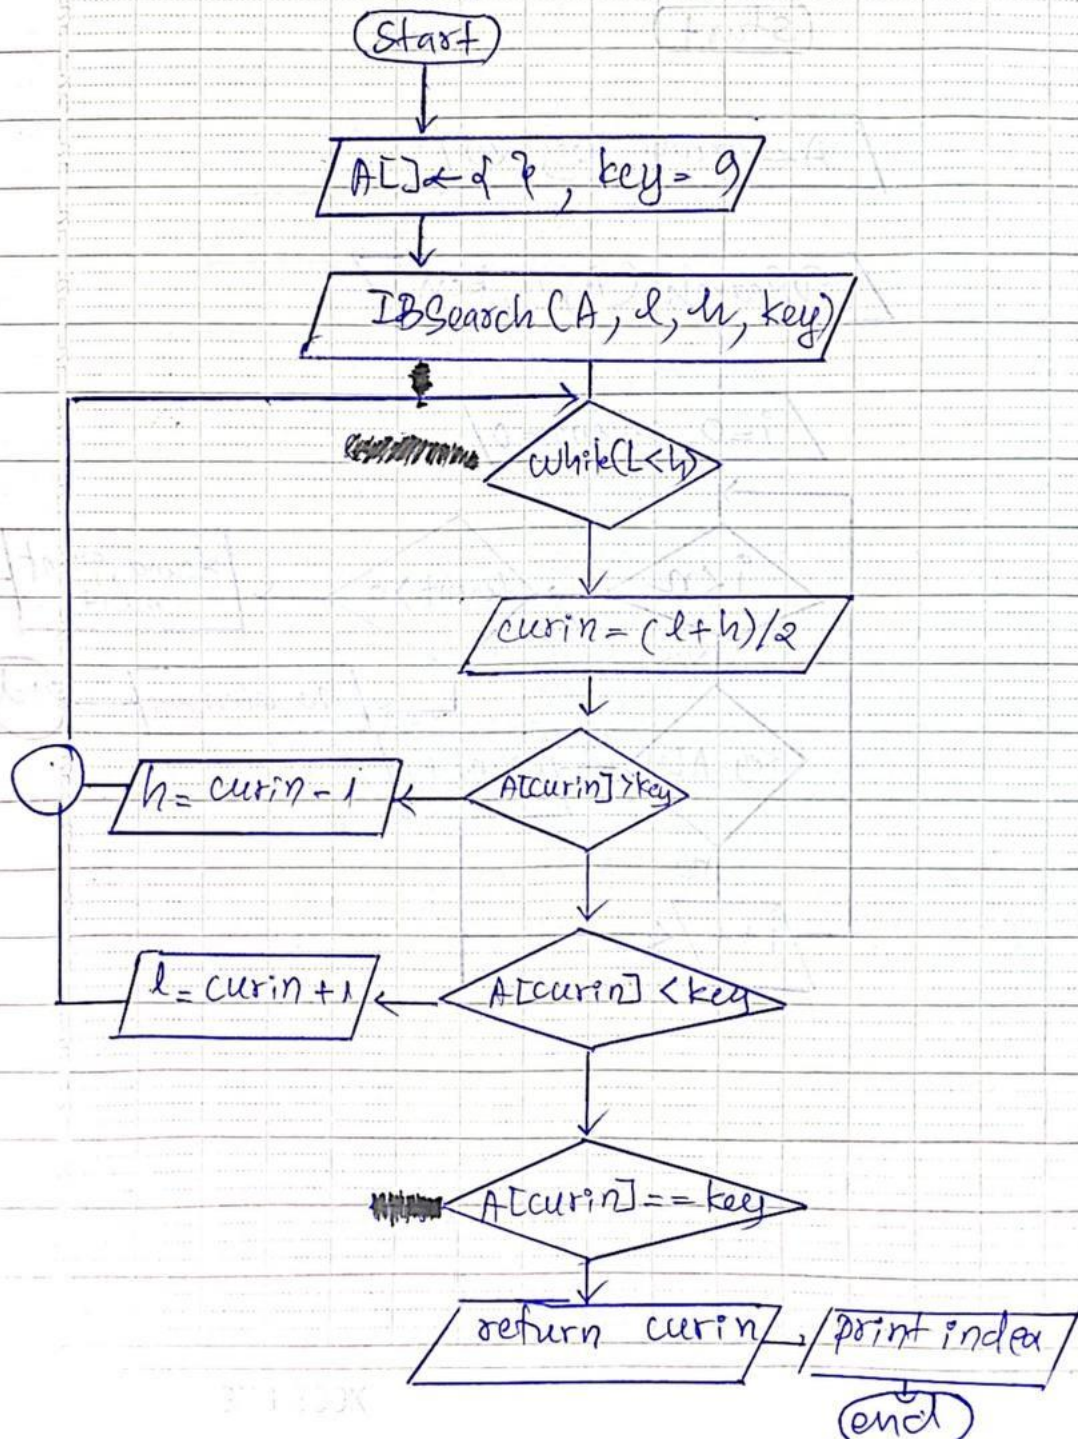 Start
A[] ← { }, key = 9
IBSearch (A, l, h, key)
while(L<h)
curin = (l+h)/2
A[curin] > key
h = curin - 1
A[curin] < key
l = curin + 1
A[curin] == key
return curin
print index
end